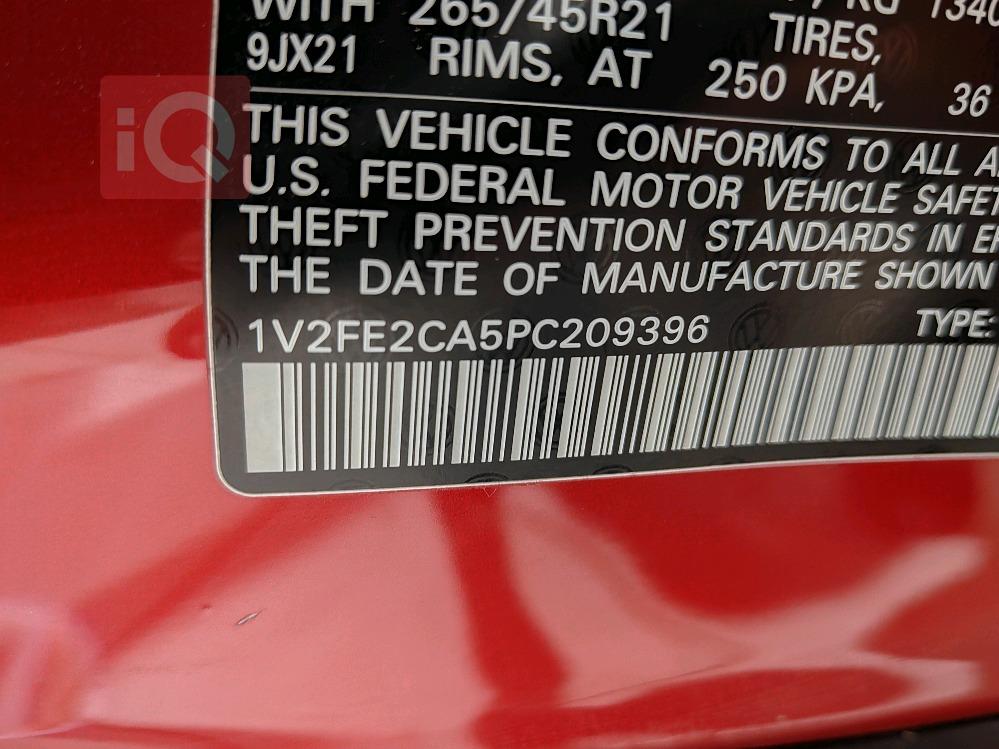 WITH 265/45R21 TIRES,
9JX21 RIMS, AT 250 KPA, 36
iQ
THIS VEHICLE CONFORMS TO ALL
U.S. FEDERAL MOTOR VEHICLE
THEFT PREVENTION STANDARDS IN
THE DATE OF MANUFACTURE SHOWN
1V2FE2CA5PC209396 TYPE: